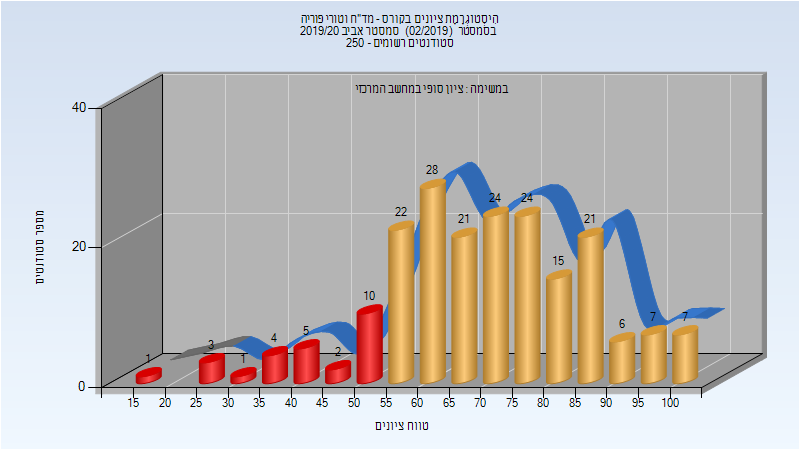 היסטוגרמת ציונים בקורס - מד"ח וטורי פוריה
בסמסטר (02/2019) סמסטר אביב 2019/20
סטודנטים רשומים - 250
במשימה : ציון סופי במחשב המרכזי
מספר סטודנטים
40
20
0
1
3
1
4
5
2
10
22
28
21
24
24
15
21
6
7
7
15 20 25 30 35 40 45 50 55 60 65 70 75 80 85 90 95 100
טווח ציונים